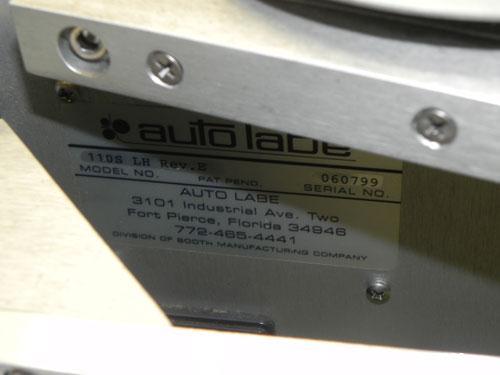 auto labe
110S LH Rev.E 060799
MODEL NO. PAT PEND. SERIAL NO.
AUTO LABE
3101 Industrial Ave. Two
Fort Pierce, Florida 34946
772-465-4441
DIVISION OF BOOTH MANUFACTURING COMPANY